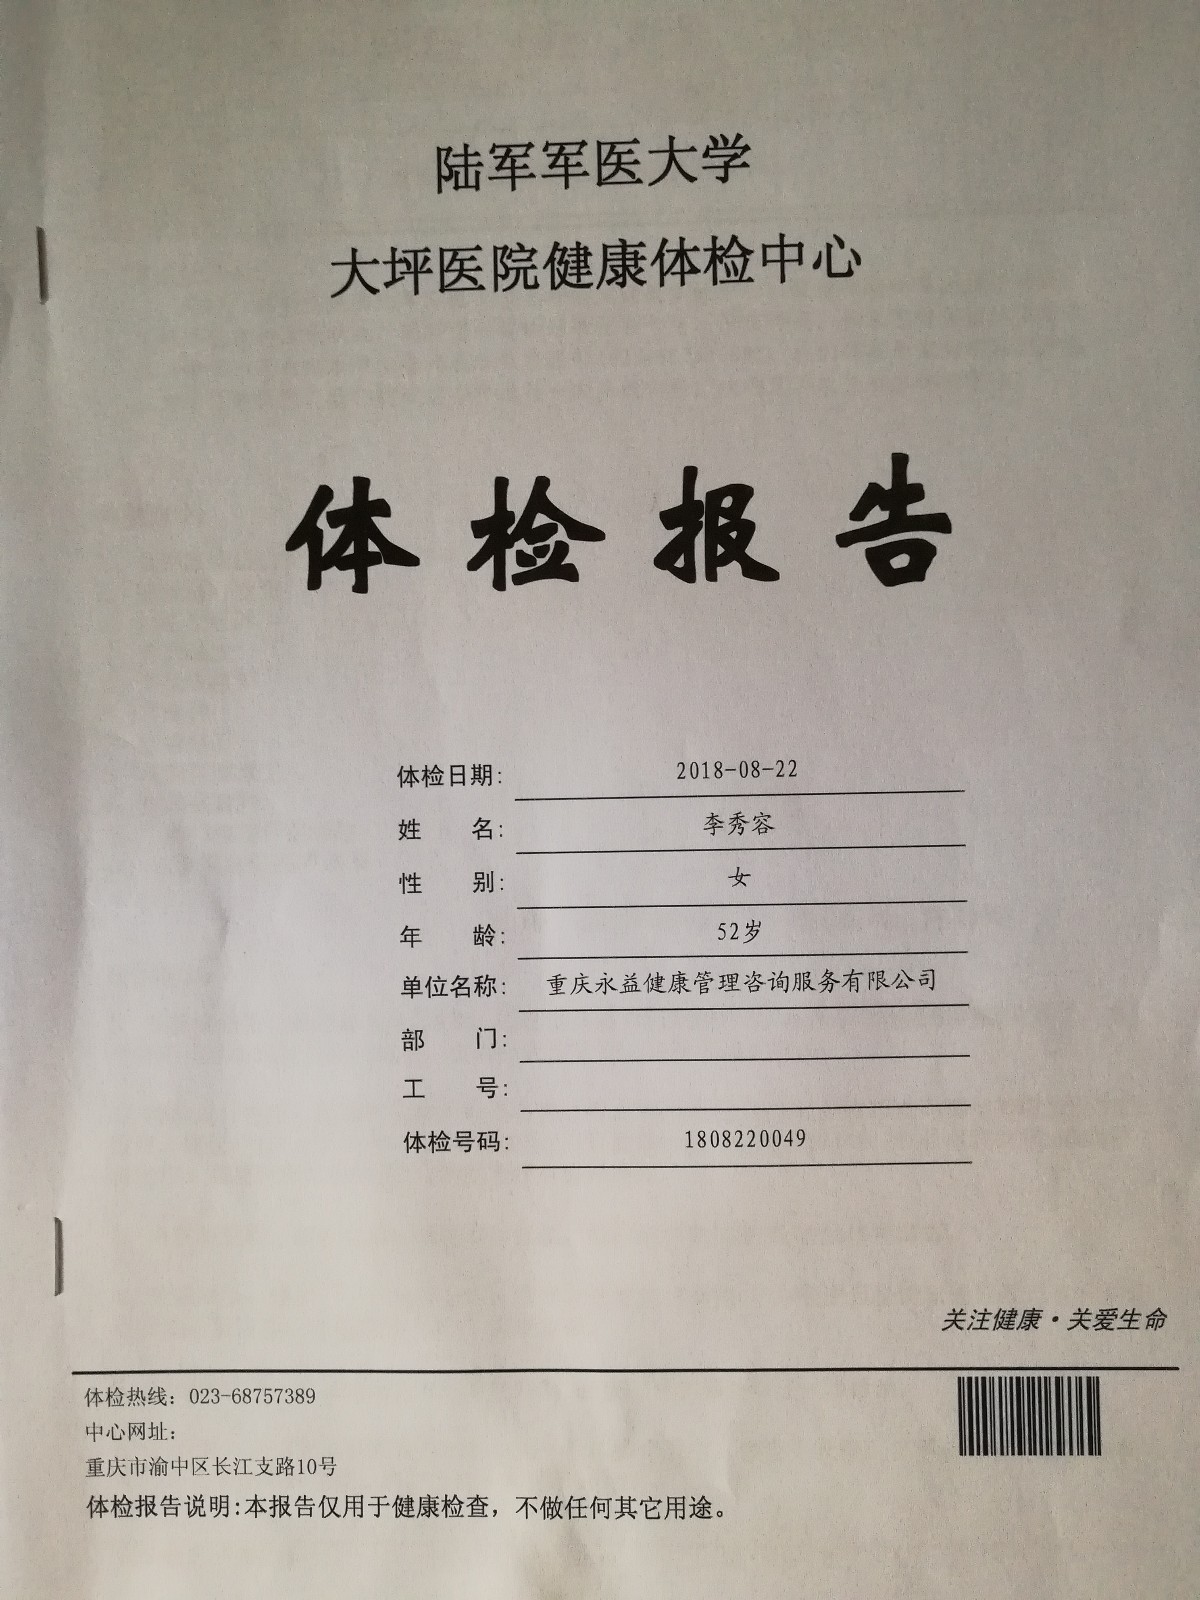 陆军军医大学
大坪医院健康体检中心
体检报告
体检日期: 2018-08-22
姓 名: 李秀容
性 别: 女
年 龄: 52岁
单位名称: 重庆永益健康管理咨询服务有限公司
部 门:
工 号:
体检号码: 1808220049
关注健康·关爱生命
体检热线: 023-68757389
中心网址:
重庆市渝中区长江支路10号
体检报告说明:本报告仅用于健康检查，不做任何其它用途。